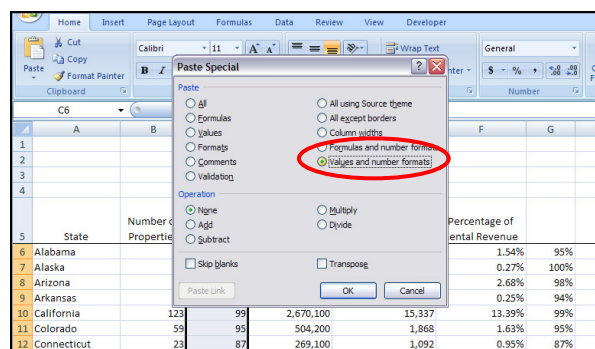 Home Insert Page Layout Formulas Data Review View Developer
Cut
Copy
Format Painter
Paste
Clipboard
Calibri 11 A A Wrap Text General
B I $ % , .00
Number
C6
Paste Special
Paste
All All using Source theme
Formulas All except borders
Values Column widths
Formats Formulas and number formats
Comments Values and number formats
Validation
Operation
None Multiply
Add Divide
Subtract
Skip blanks Transpose
Paste Link OK Cancel
A B F G
1
2
3
4
Number Percentage of
5 State Properties ental Revenue
6 Alabama 1.54% 95%
7 Alaska 0.27% 100%
8 Arizona 2.68% 98%
9 Arkansas 0.25% 94%
10 California 123 99 2,670,100 15,337 13.39% 99%
11 Colorado 59 95 504,200 1,868 1.63% 95%
12 Connecticut 23 87 269,100 1,092 0.95% 87%